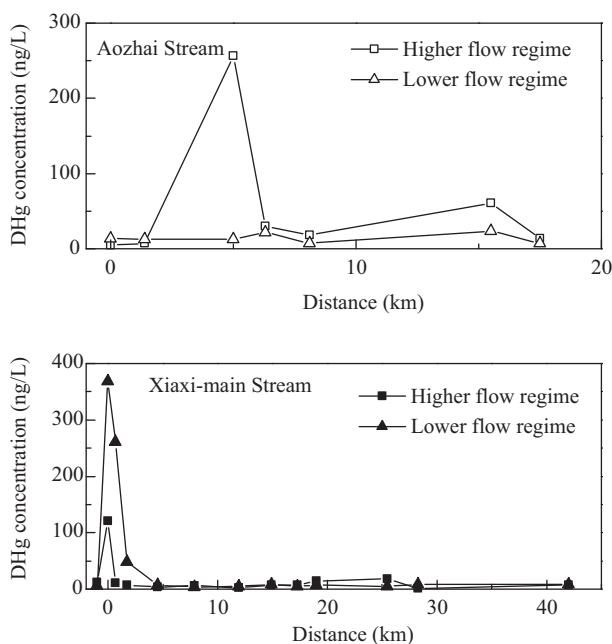 300
Aozhai Stream
Higher flow regime
Lower flow regime
200
100
0
DHg concentration (ng/L)
0
10
20
Distance (km)
400
Xiaxi-main Stream
Higher flow regime
Lower flow regime
300
200
100
0
DHg concentration (ng/L)
0
10
20
30
40
Distance (km)